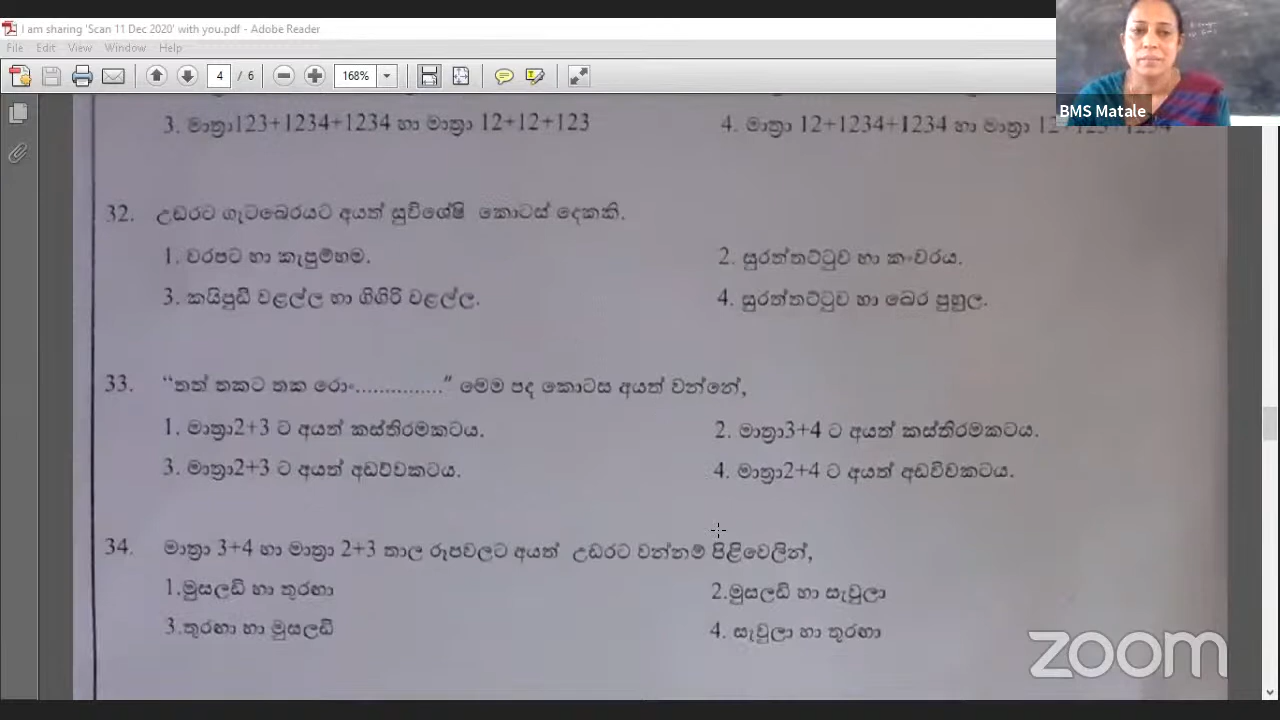 I am sharing 'Scan 11 Dec 2020' with you.pdf - Adobe Reader
File Edit View Window Help
4 / 6 168%
BMS Matale
3. මාත්‍රා123+1234+1234 හා මාත්‍රා 12+12+123
4. මාත්‍රා 12+1234+1234 හා මාත්‍රා
32. උඩරට ගැටබෙරයට අයත් සුවිශේෂි කොටස් දෙකකි.
1. වරපට හා කැපුම්හම.
2. සුරත්තට්ටුව හා කංවරය.
3. කයිපුඩි වළල්ල හා ගිගිරි වළල්ල.
4. සුරත්තට්ටුව හා බෙර පුහුල.
33. “තත් තකට තක රොං...............” මෙම පද කොටස අයත් වන්නේ,
1. මාත්‍රා2+3 ට අයත් කස්තිරමකටය.
2. මාත්‍රා3+4 ට අයත් කස්තිරමකටය.
3. මාත්‍රා2+3 ට අයත් අඩව්වකටය.
4. මාත්‍රා2+4 ට අයත් අඩව්වකටය.
34. මාත්‍රා 3+4 හා මාත්‍රා 2+3 තාල රූපවලට අයත් උඩරට වන්නම් පිළිවෙලින්,
1.මුසලඩි හා තුරඟා
2.මුසලඩි හා සැවුලා
3.තුරඟා හා මුසලඩි
4. සැවුලා හා තුරඟා
zoom